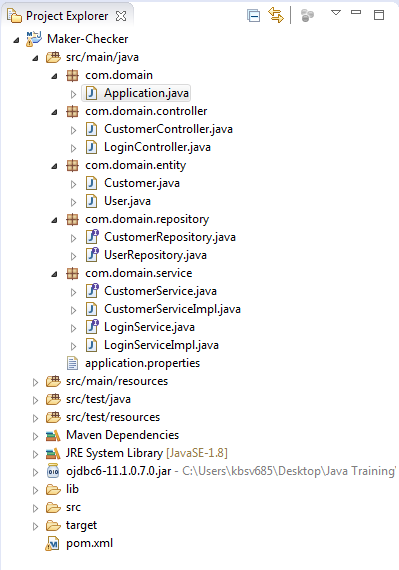 Project Explorer
Maker-Checker
src/main/java
com.domain
Application.java
com.domain.controller
CustomerController.java
LoginController.java
com.domain.entity
Customer.java
User.java
com.domain.repository
CustomerRepository.java
UserRepository.java
com.domain.service
CustomerService.java
CustomerServiceImpl.java
LoginService.java
LoginServiceImpl.java
application.properties
src/main/resources
src/test/java
src/test/resources
Maven Dependencies
JRE System Library [JavaSE-1.8]
ojdbc6-11.1.0.7.0.jar - C:\Users\kbsv685\Desktop\Java Training\
lib
src
target
pom.xml